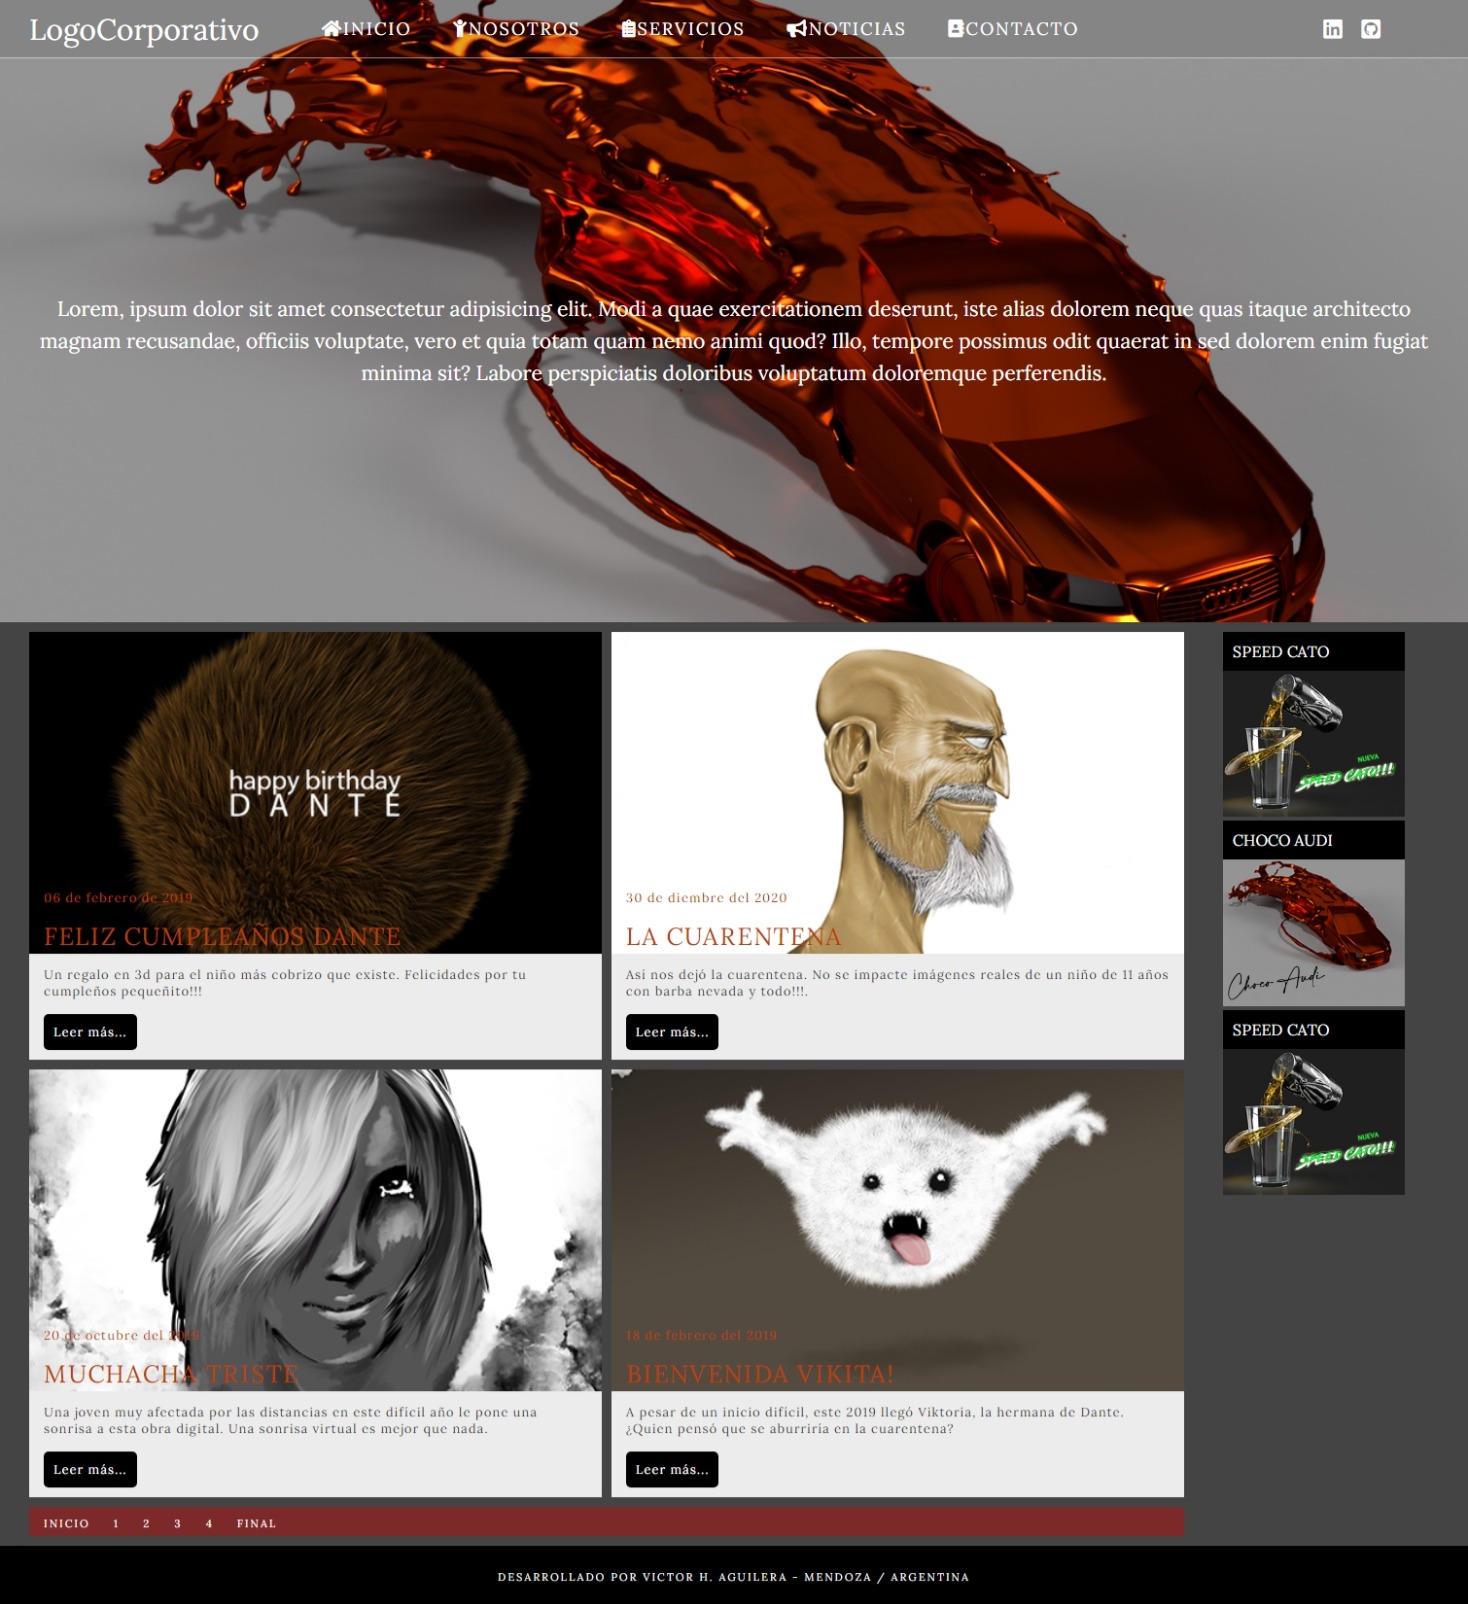 LogoCorporativo
INICIO NOSOTROS SERVICIOS NOTICIAS CONTACTO
Lorem, ipsum dolor sit amet consectetur adipisicing elit. Modi a quae exercitationem deserunt, iste alias dolorem neque quas itaque architecto
magnam recusandae, officiis voluptate, vero et quia totam quam nemo animi quod? Illo, tempore possimus odit quaerat in sed dolorem enim fugiat
minima sit? Labore perspiciatis doloribus voluptatum doloremque perferendis.
happy birthday
DANTE
06 de febrero de 2019
FELIZ CUMPLEAÑOS DANTE
Un regalo en 3d para el niño más cobrizo que existe. Felicidades por tu
cumpleños pequeñito!!!
Leer más...
30 de diembre del 2020
LA CUARENTENA
Así nos dejó la cuarentena. No se impacte imágenes reales de un niño de 11 años
con barba nevada y todo!!!.
Leer más...
20 de octubre del 2019
MUCHACHA TRISTE
Una joven muy afectada por las distancias en este difícil año le pone una
sonrisa a esta obra digital. Una sonrisa virtual es mejor que nada.
Leer más...
18 de febrero del 2019
BIENVENIDA VIKITA!
A pesar de un inicio difícil, este 2019 llegó Viktoria, la hermana de Dante.
¿Quien pensó que se aburriría en la cuarentena?
Leer más...
INICIO 1 2 3 4 FINAL
SPEED CATO
NUEVA
SPEED CATO!!!
CHOCO AUDI
Choco Audi
SPEED CATO
NUEVA
SPEED CATO!!!
DESARROLLADO POR VICTOR H. AGUILERA - MENDOZA / ARGENTINA